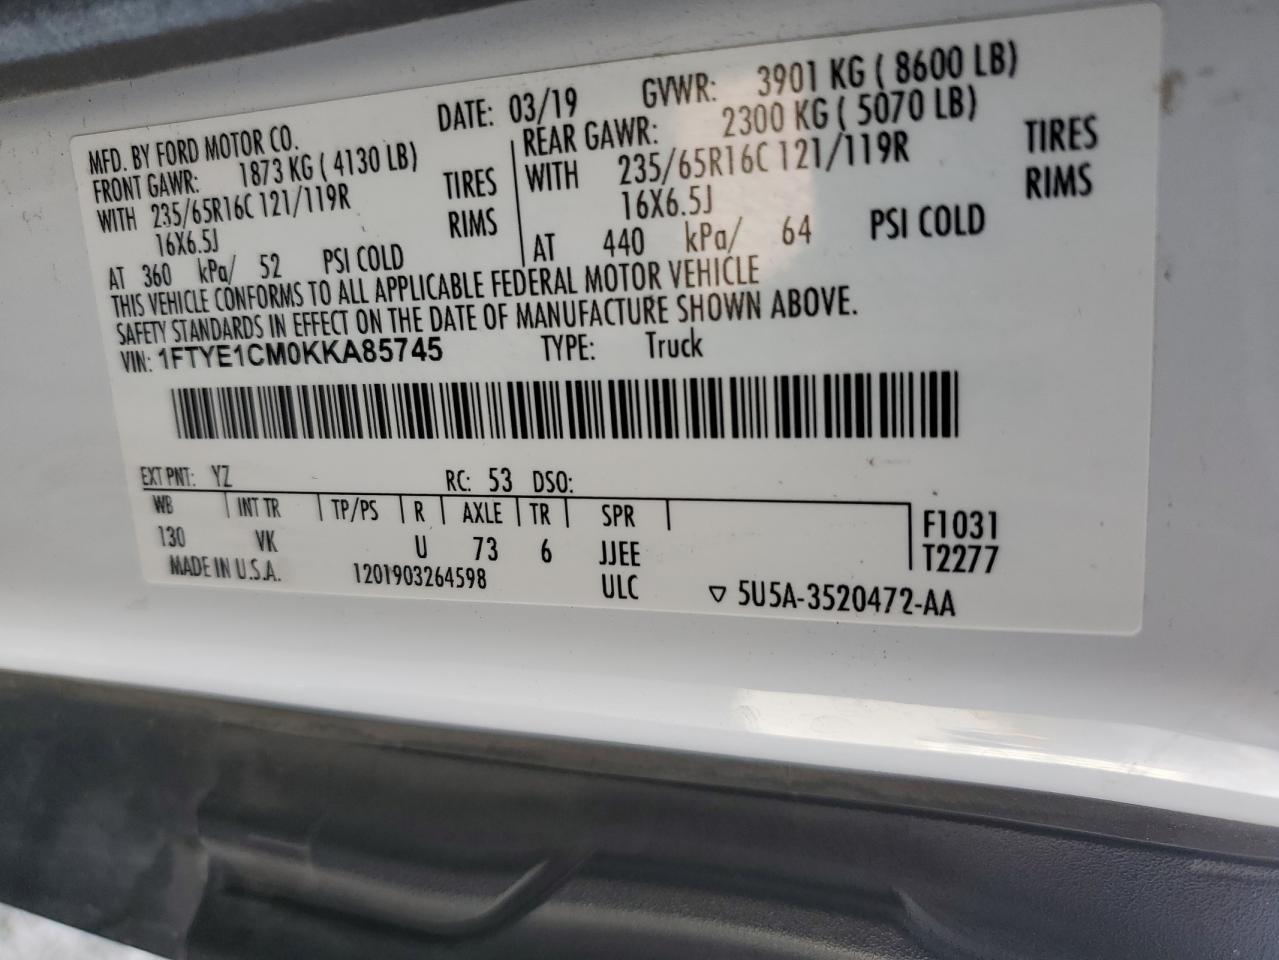 MFD. BY FORD MOTOR CO. DATE: 03/19 GVWR: 3901 KG ( 8600 LB)
FRONT GAWR: 1873 KG ( 4130 LB) REAR GAWR: 2300 KG ( 5070 LB)
WITH 235/65R16C 121/119R TIRES WITH 235/65R16C 121/119R TIRES
16X6.5J RIMS 16X6.5J RIMS
AT 360 kPa/ 52 PSI COLD AT 440 kPa/ 64 PSI COLD
THIS VEHICLE CONFORMS TO ALL APPLICABLE FEDERAL MOTOR VEHICLE
SAFETY STANDARDS IN EFFECT ON THE DATE OF MANUFACTURE SHOWN ABOVE.
VIN: 1FTYE1CM0KKA85745 TYPE: Truck
EXT PNT: YZ RC: 53 DSO:
WB INT TR TP/PS R AXLE TR SPR F1031
130 VK U 73 6 JJEE T2277
MADE IN U.S.A. 1201903264598 ULC ▽ 5U5A-3520472-AA